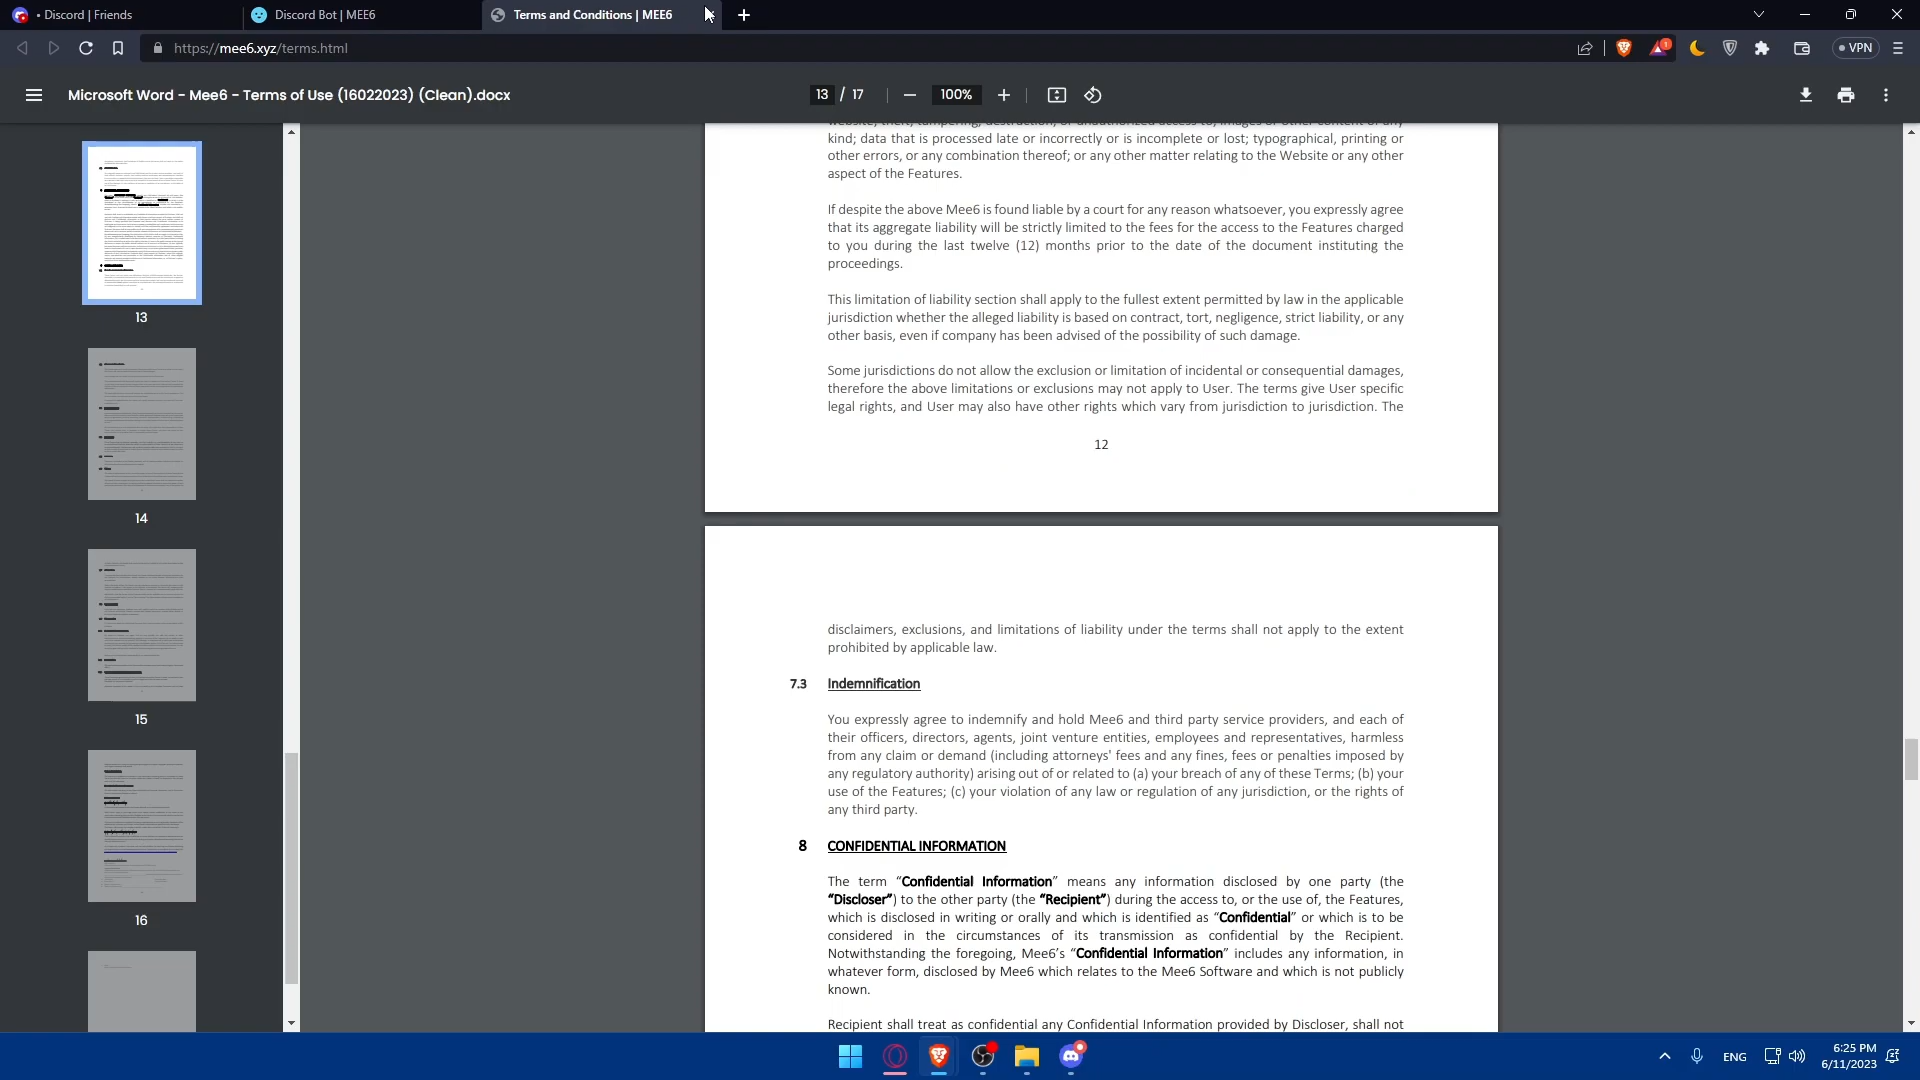 Discord | Friends
Discord Bot | MEE6
Terms and Conditions | MEE6
https://mee6.xyz/terms.html
1
VPN
Microsoft Word - Mee6 - Terms of Use (16022023) (Clean).docx
13 / 17
100%
13
14
15
16
website, theft, tampering, destruction, or unauthorized access to, images or other content of any
kind; data that is processed late or incorrectly or is incomplete or lost; typographical, printing or
other errors, or any combination thereof; or any other matter relating to the Website or any other
aspect of the Features.
If despite the above Mee6 is found liable by a court for any reason whatsoever, you expressly agree
that its aggregate liability will be strictly limited to the fees for the access to the Features charged
to you during the last twelve (12) months prior to the date of the document instituting the
proceedings.
This limitation of liability section shall apply to the fullest extent permitted by law in the applicable
jurisdiction whether the alleged liability is based on contract, tort, negligence, strict liability, or any
other basis, even if company has been advised of the possibility of such damage.
Some jurisdictions do not allow the exclusion or limitation of incidental or consequential damages,
therefore the above limitations or exclusions may not apply to User. The terms give User specific
legal rights, and User may also have other rights which vary from jurisdiction to jurisdiction. The
12
disclaimers, exclusions, and limitations of liability under the terms shall not apply to the extent
prohibited by applicable law.
7.3 Indemnification
You expressly agree to indemnify and hold Mee6 and third party service providers, and each of
their officers, directors, agents, joint venture entities, employees and representatives, harmless
from any claim or demand (including attorneys' fees and any fines, fees or penalties imposed by
any regulatory authority) arising out of or related to (a) your breach of any of these Terms; (b) your
use of the Features; (c) your violation of any law or regulation of any jurisdiction, or the rights of
any third party.
8 CONFIDENTIAL INFORMATION
The term “Confidential Information” means any information disclosed by one party (the
“Discloser”) to the other party (the “Recipient”) during the access to, or the use of, the Features,
which is disclosed in writing or orally and which is identified as “Confidential” or which is to be
considered in the circumstances of its transmission as confidential by the Recipient.
Notwithstanding the foregoing, Mee6’s “Confidential Information” includes any information, in
whatever form, disclosed by Mee6 which relates to the Mee6 Software and which is not publicly
known.
Recipient shall treat as confidential any Confidential Information provided by Discloser, shall not
ENG
6:25 PM
6/11/2023